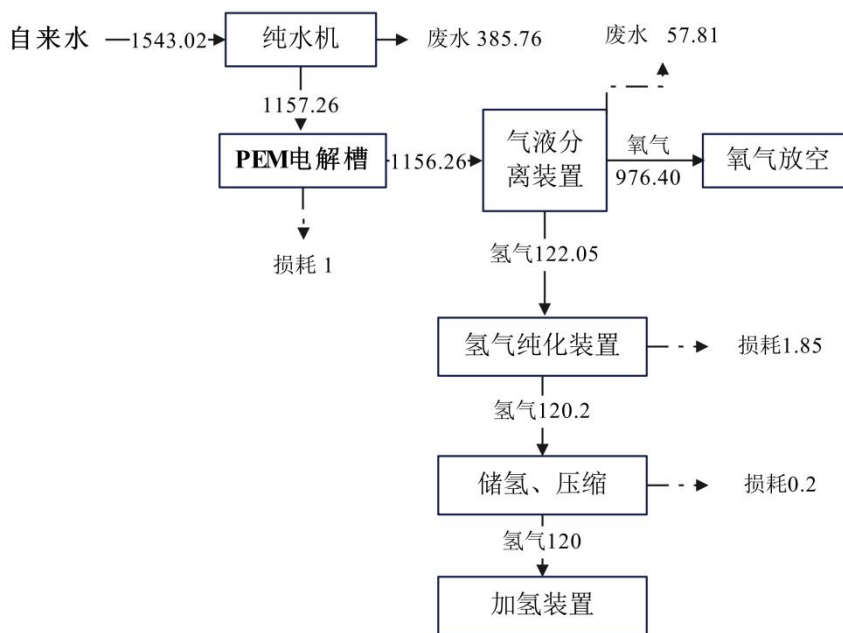 自来水
1543.02
纯水机
废水 385.76
废水 57.81
1157.26
PEM电解槽
1156.26
气液分
离装置
氧气
976.40
氧气放空
损耗 1
氢气122.05
氢气纯化装置
损耗1.85
氢气120.2
储氢、压缩
损耗0.2
氢气120
加氢装置